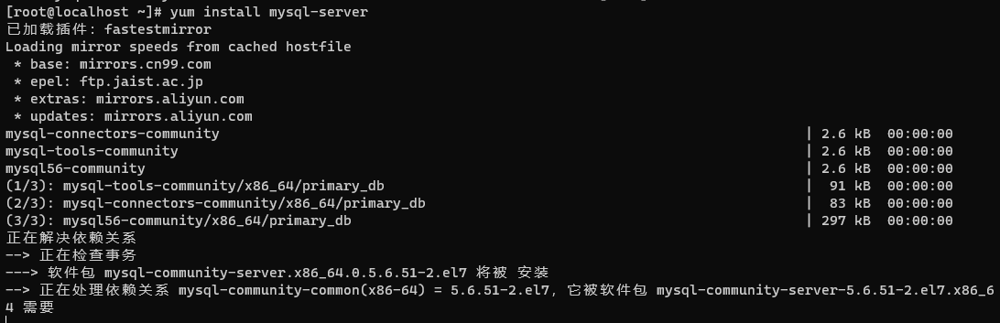 [root@localhost ~]# yum install mysql-server
已加载插件：fastestmirror
Loading mirror speeds from cached hostfile
 * base: mirrors.cn99.com
 * epel: ftp.jaist.ac.jp
 * extras: mirrors.aliyun.com
 * updates: mirrors.aliyun.com
mysql-connectors-community | 2.6 kB 00:00:00
mysql-tools-community | 2.6 kB 00:00:00
mysql56-community | 2.6 kB 00:00:00
(1/3): mysql-tools-community/x86_64/primary_db | 91 kB 00:00:00
(2/3): mysql-connectors-community/x86_64/primary_db | 83 kB 00:00:00
(3/3): mysql56-community/x86_64/primary_db | 297 kB 00:00:00
正在解决依赖关系
--> 正在检查事务
---> 软件包 mysql-community-server.x86_64.0.5.6.51-2.el7 将被 安装
--> 正在处理依赖关系 mysql-community-common(x86-64) = 5.6.51-2.el7，它被软件包 mysql-community-server-5.6.51-2.el7.x86_6
4 需要